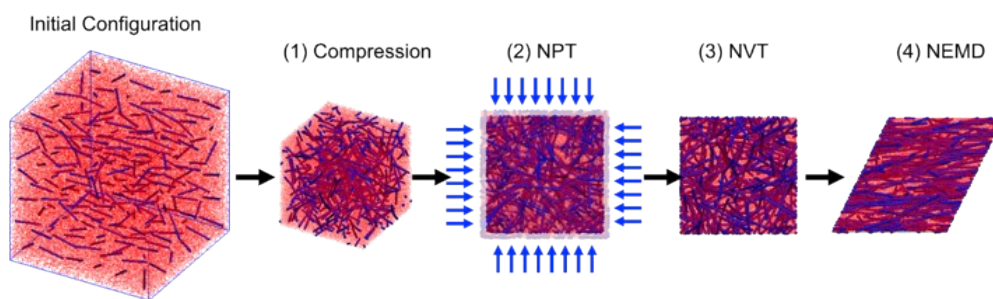 Initial Configuration
(1) Compression
(2) NPT
(3) NVT
(4) NEMD